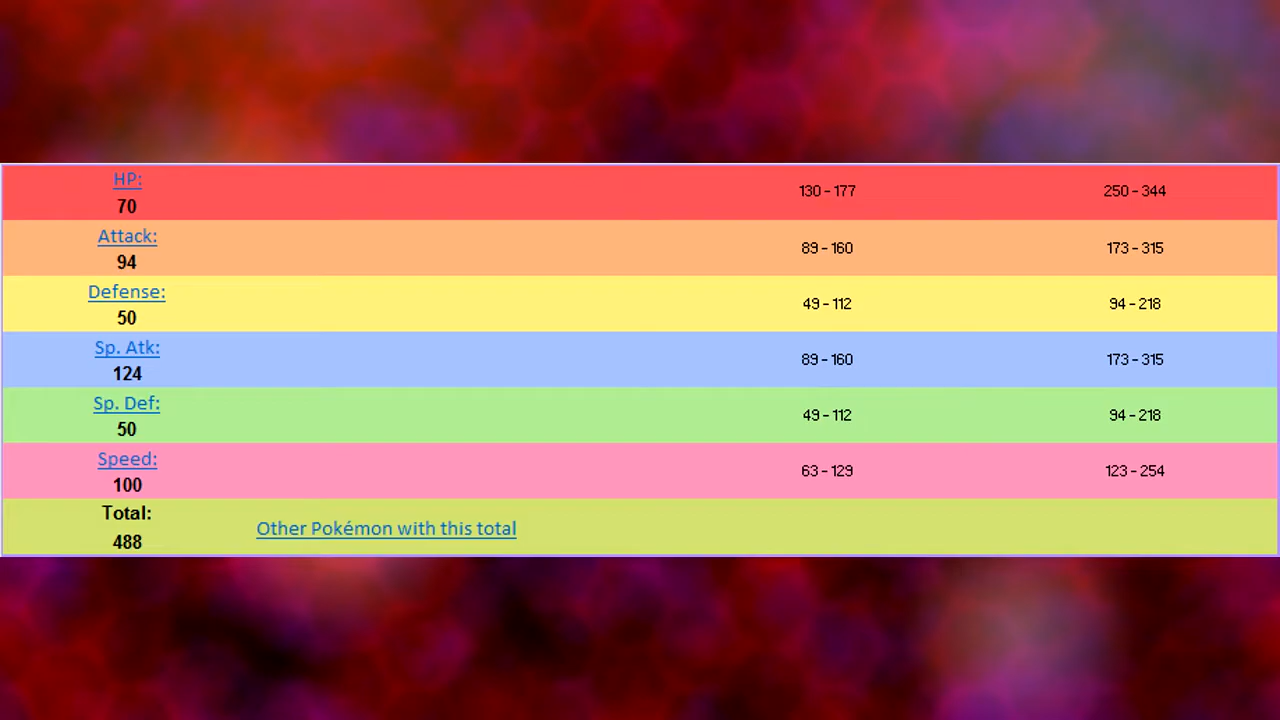 HP:
70
130 - 177
250 - 344
Attack:
94
89 - 160
173 - 315
Defense:
50
49 - 112
94 - 218
Sp. Atk:
124
89 - 160
173 - 315
Sp. Def:
50
49 - 112
94 - 218
Speed:
100
63 - 129
123 - 254
Total:
488
Other Pokémon with this total